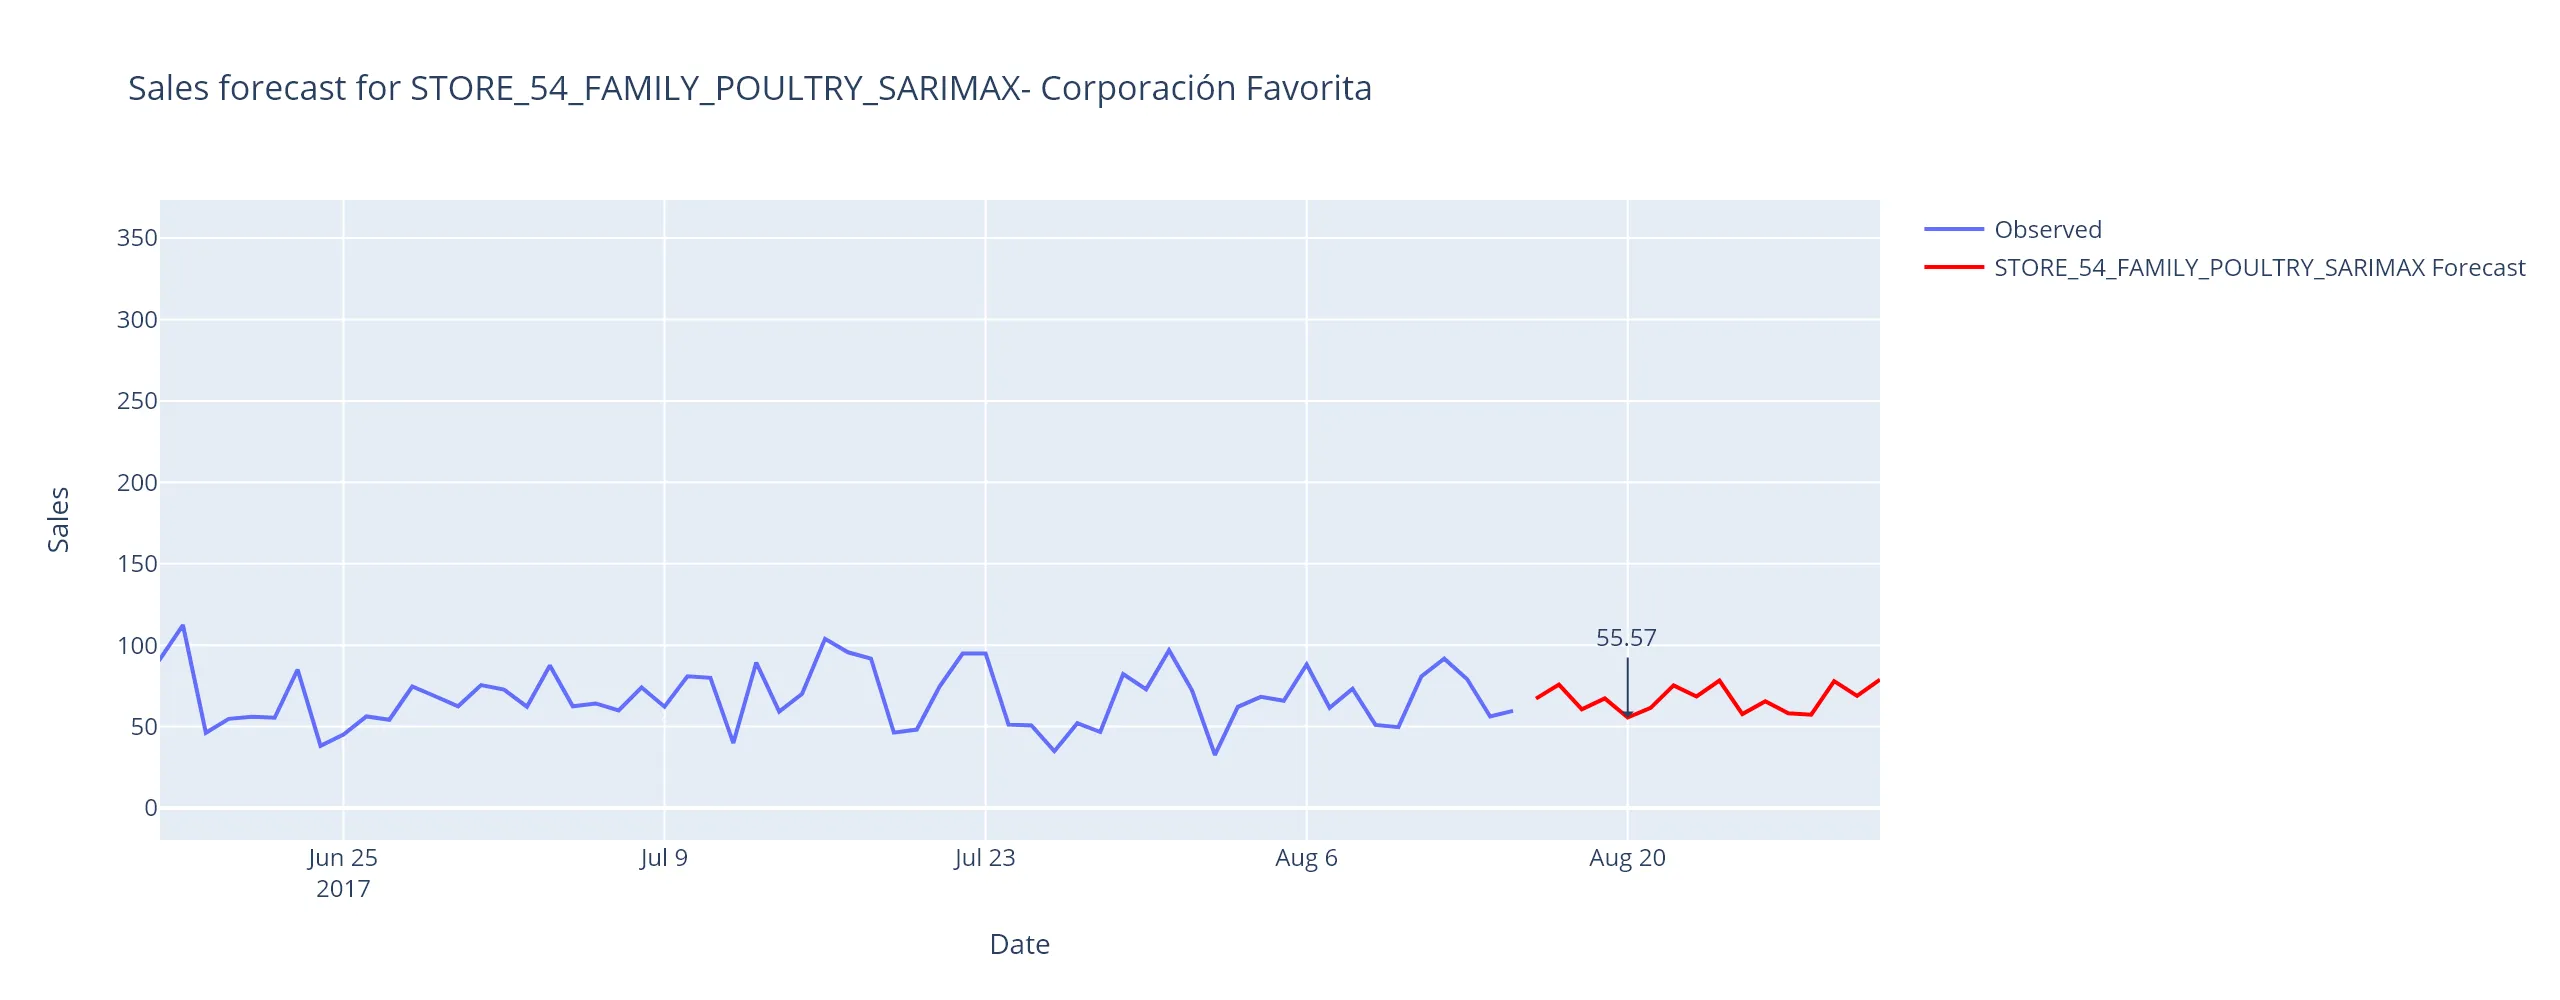 Sales forecast for STORE_54_FAMILY_POULTRY_SARIMAX- Corporación Favorita
Observed
STORE_54_FAMILY_POULTRY_SARIMAX Forecast
350
300
250
200
150
100
50
0
Sales
55.57
Jun 25
2017
Jul 9
Jul 23
Aug 6
Aug 20
Date